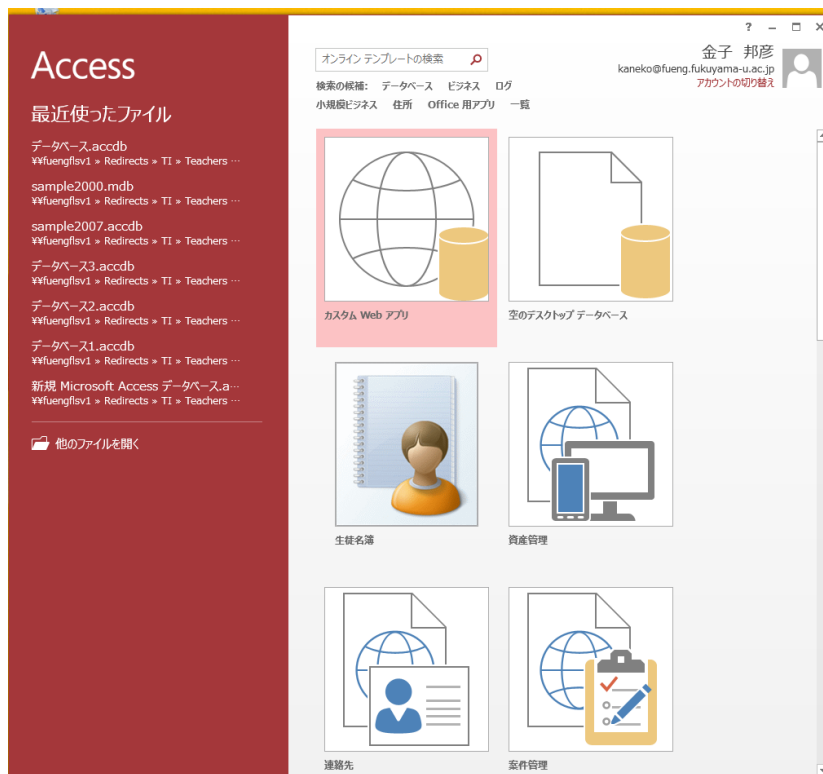 ?
Access
最近使ったファイル
データベース.accdb
¥¥fuengflsv1 » Redirects » TI » Teachers ···
sample2000.mdb
¥¥fuengflsv1 » Redirects » TI » Teachers ···
sample2007.accdb
¥¥fuengflsv1 » Redirects » TI » Teachers ···
データベース3.accdb
¥¥fuengflsv1 » Redirects » TI » Teachers ···
データベース2.accdb
¥¥fuengflsv1 » Redirects » TI » Teachers ···
データベース1.accdb
¥¥fuengflsv1 » Redirects » TI » Teachers ···
新規 Microsoft Access データベース.a···
¥¥fuengflsv1 » Redirects » TI » Teachers ···
他のファイルを開く
オンライン テンプレートの検索
金子 邦彦
kaneko@fueng.fukuyama-u.ac.jp
アカウントの切り替え
検索の候補: データベース ビジネス ログ
小規模ビジネス 住所 Office 用アプリ 一覧
カスタム Web アプリ
空のデスクトップ データベース
生徒名簿
資産管理
連絡先
案件管理